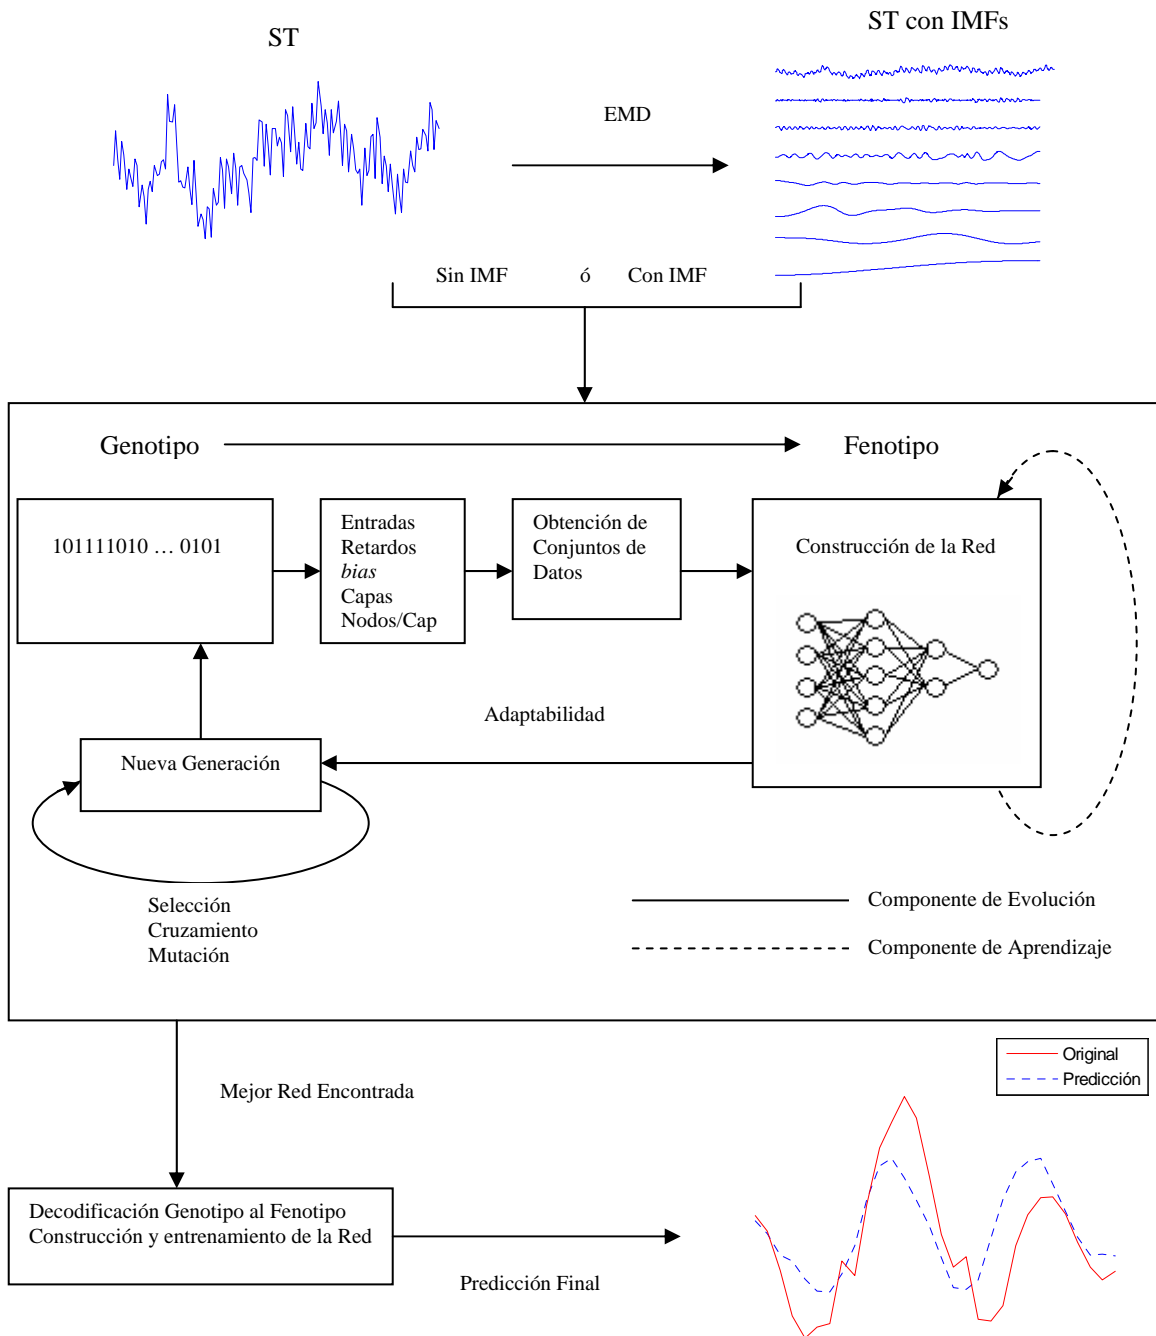 ST
ST con IMFs
EMD
Sin IMF ó Con IMF
Genotipo
Fenotipo
101111010 … 0101
Entradas
Retardos
bias
Capas
Nodos/Cap
Obtención de
Conjuntos de
Datos
Construcción de la Red
Adaptabilidad
Nueva Generación
Selección
Cruzamiento
Mutación
Componente de Evolución
Componente de Aprendizaje
Mejor Red Encontrada
Original
Predicción
Decodificación Genotipo al Fenotipo
Construcción y entrenamiento de la Red
Predicción Final